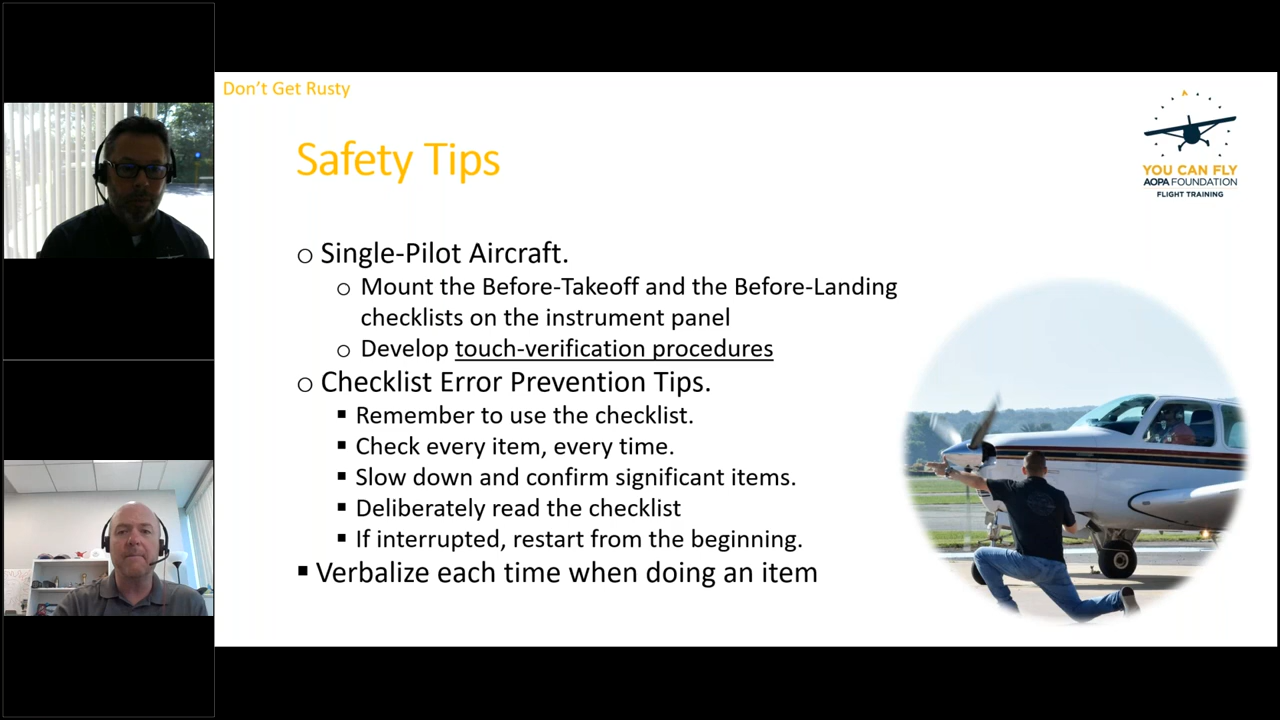 Don't Get Rusty
Safety Tips
YOU CAN FLY
AOPA FOUNDATION
FLIGHT TRAINING
o Single-Pilot Aircraft.
o Mount the Before-Takeoff and the Before-Landing
checklists on the instrument panel
o Develop touch-verification procedures
o Checklist Error Prevention Tips.
▪ Remember to use the checklist.
▪ Check every item, every time.
▪ Slow down and confirm significant items.
▪ Deliberately read the checklist
▪ If interrupted, restart from the beginning.
▪ Verbalize each time when doing an item